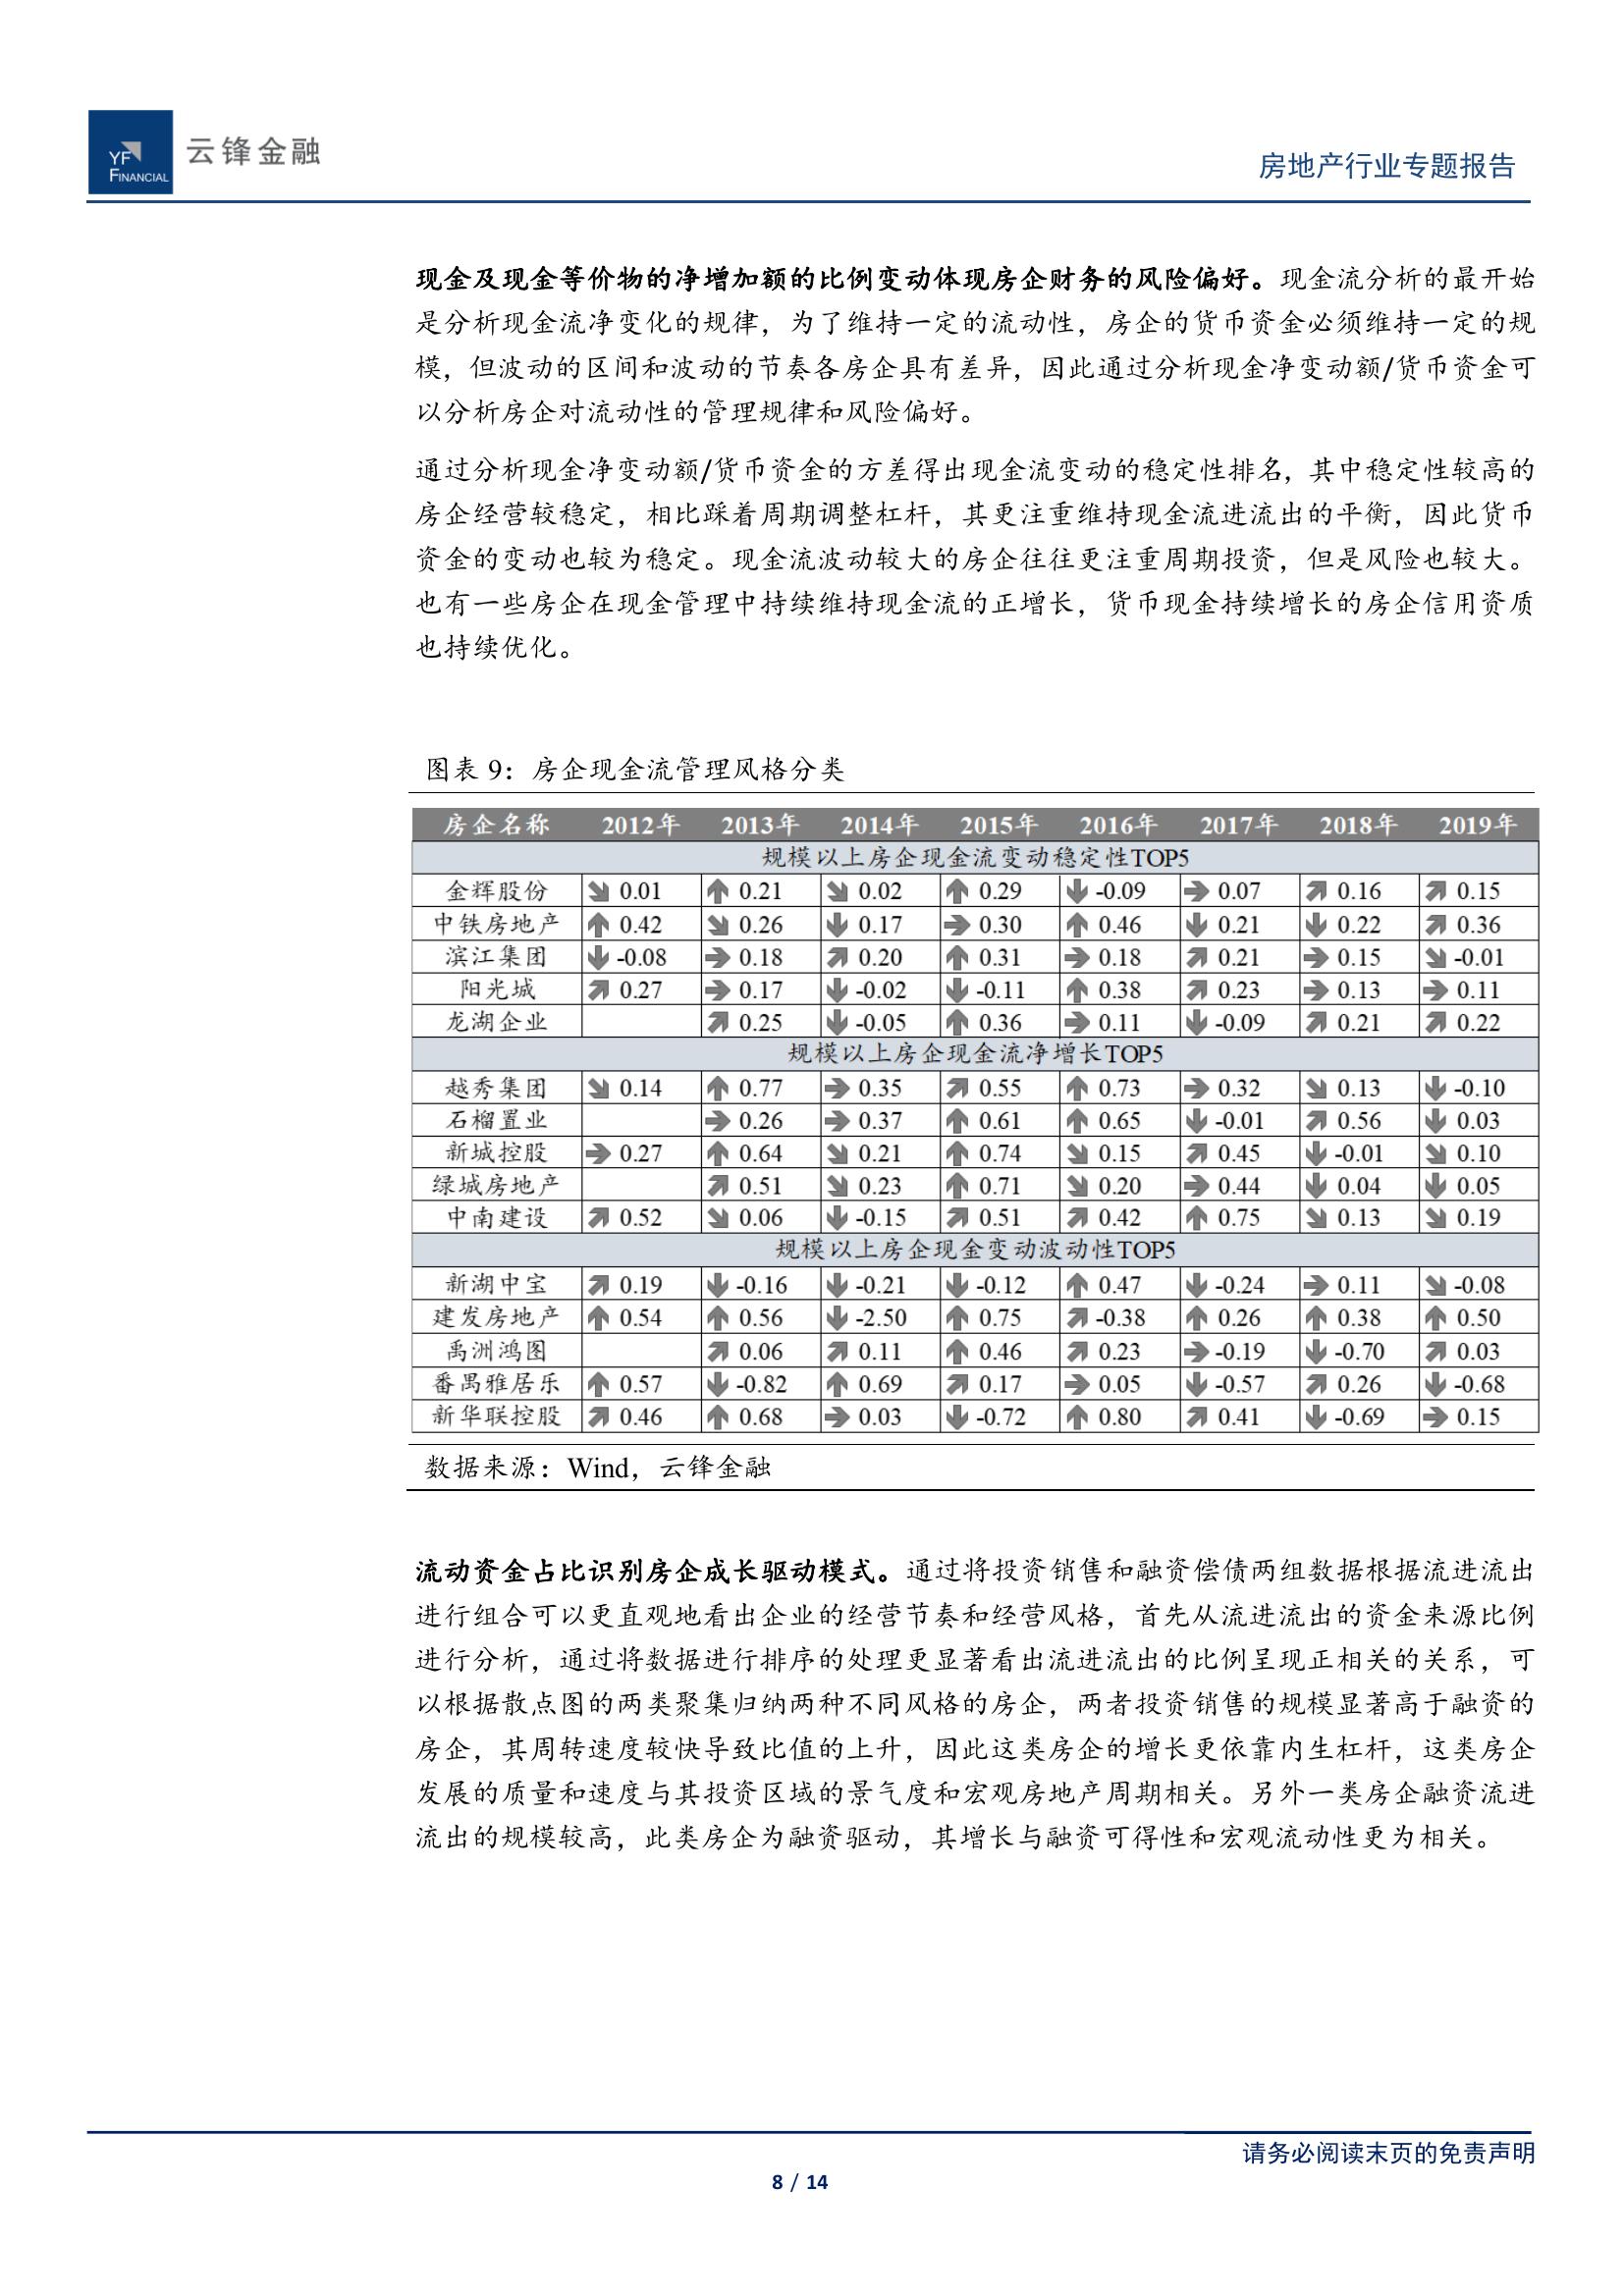 YF
FINANCIAL
云锋金融
房地产行业专题报告
现金及现金等价物的净增加额的比例变动体现房企财务的风险偏好。现金流分析的最开始
是分析现金流净变化的规律，为了维持一定的流动性，房企的货币资金必须维持一定的规
模，但波动的区间和波动的节奏各房企具有差异，因此通过分析现金净变动额/货币资金可
以分析房企对流动性的管理规律和风险偏好。
通过分析现金净变动额/货币资金的方差得出现金流变动的稳定性排名，其中稳定性较高的
房企经营较稳定，相比踩着周期调整杠杆，其更注重维持现金流进流出的平衡，因此货币
资金的变动也较为稳定。现金流波动较大的房企往往更注重周期投资，但是风险也较大。
也有一些房企在现金管理中持续维持现金流的正增长，货币现金持续增长的房企信用资质
也持续优化。
图表 9：房企现金流管理风格分类
房企名称 2012年 2013年 2014年 2015年 2016年 2017年 2018年 2019年
规模以上房企现金流变动稳定性TOP5
金辉股份 0.01 0.21 0.02 0.29 -0.09 0.07 0.16 0.15
中铁房地产 0.42 0.26 0.17 0.30 0.46 0.21 0.22 0.36
滨江集团 -0.08 0.18 0.20 0.31 0.18 0.21 0.15 -0.01
阳光城 0.27 0.17 -0.02 -0.11 0.38 0.23 0.13 0.11
龙湖企业 0.25 -0.05 0.36 0.11 -0.09 0.21 0.22
规模以上房企现金流净增长TOP5
越秀集团 0.14 0.77 0.35 0.55 0.73 0.32 0.13 -0.10
石榴置业 0.26 0.37 0.61 0.65 -0.01 0.56 0.03
新城控股 0.27 0.64 0.21 0.74 0.15 0.45 -0.01 0.10
绿城房地产 0.51 0.23 0.71 0.20 0.44 0.04 0.05
中南建设 0.52 0.06 -0.15 0.51 0.42 0.75 0.13 0.19
规模以上房企现金变动波动性TOP5
新湖中宝 0.19 -0.16 -0.21 -0.12 0.47 -0.24 0.11 -0.08
建发房地产 0.54 0.56 -2.50 0.75 -0.38 0.26 0.38 0.50
禹洲鸿图 0.06 0.11 0.46 0.23 -0.19 -0.70 0.03
番禺雅居乐 0.57 -0.82 0.69 0.17 0.05 -0.57 0.26 -0.68
新华联控股 0.46 0.68 0.03 -0.72 0.80 0.41 -0.69 0.15
数据来源：Wind，云锋金融
流动资金占比识别房企成长驱动模式。通过将投资销售和融资偿债两组数据根据流进流出
进行组合可以更直观地看出企业的经营节奏和经营风格，首先从流进流出的资金来源比例
进行分析，通过将数据进行排序的处理更显著看出流进流出的比例呈现正相关的关系，可
以根据散点图的两类聚集归纳两种不同风格的房企，两者投资销售的规模显著高于融资的
房企，其周转速度较快导致比值的上升，因此这类房企的增长更依靠内生杠杆，这类房企
发展的质量和速度与其投资区域的景气度和宏观房地产周期相关。另外一类房企融资流进
流出的规模较高，此类房企为融资驱动，其增长与融资可得性和宏观流动性更为相关。
请务必阅读末页的免责声明
8 / 14